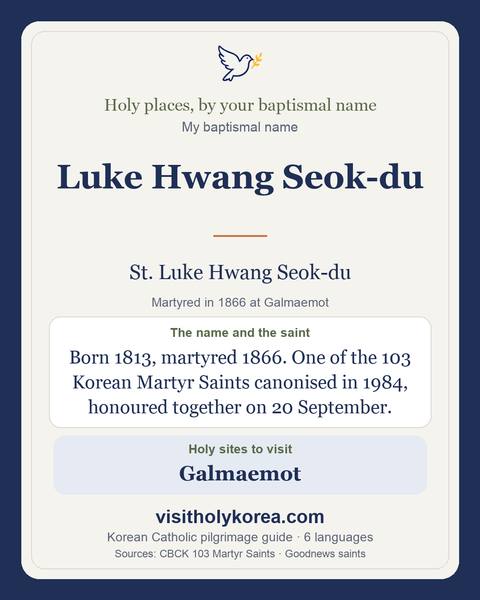 Holy places, by your baptismal name
My baptismal name
Luke Hwang Seok-du
St. Luke Hwang Seok-du
Martyred in 1866 at Galmaemot
The name and the saint
Born 1813, martyred 1866. One of the 103
Korean Martyr Saints canonised in 1984,
honoured together on 20 September.
Holy sites to visit
Galmaemot
visitholykorea.com
Korean Catholic pilgrimage guide · 6 languages
Sources: CBCK 103 Martyr Saints · Goodnews saints